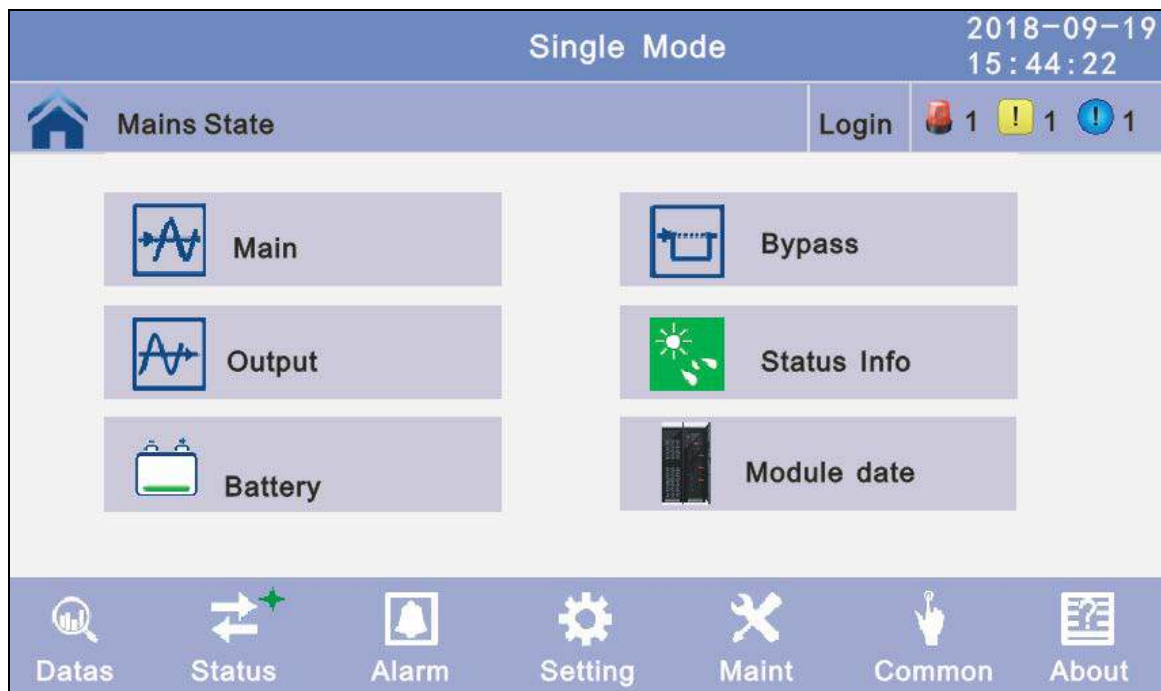 Single Mode
2018-09-19
15:44:22
Mains State
Login
1
! 1
! 1
Main
Bypass
Output
Status Info
Battery
Module date
Datas
Status
Alarm
Setting
Maint
Common
About